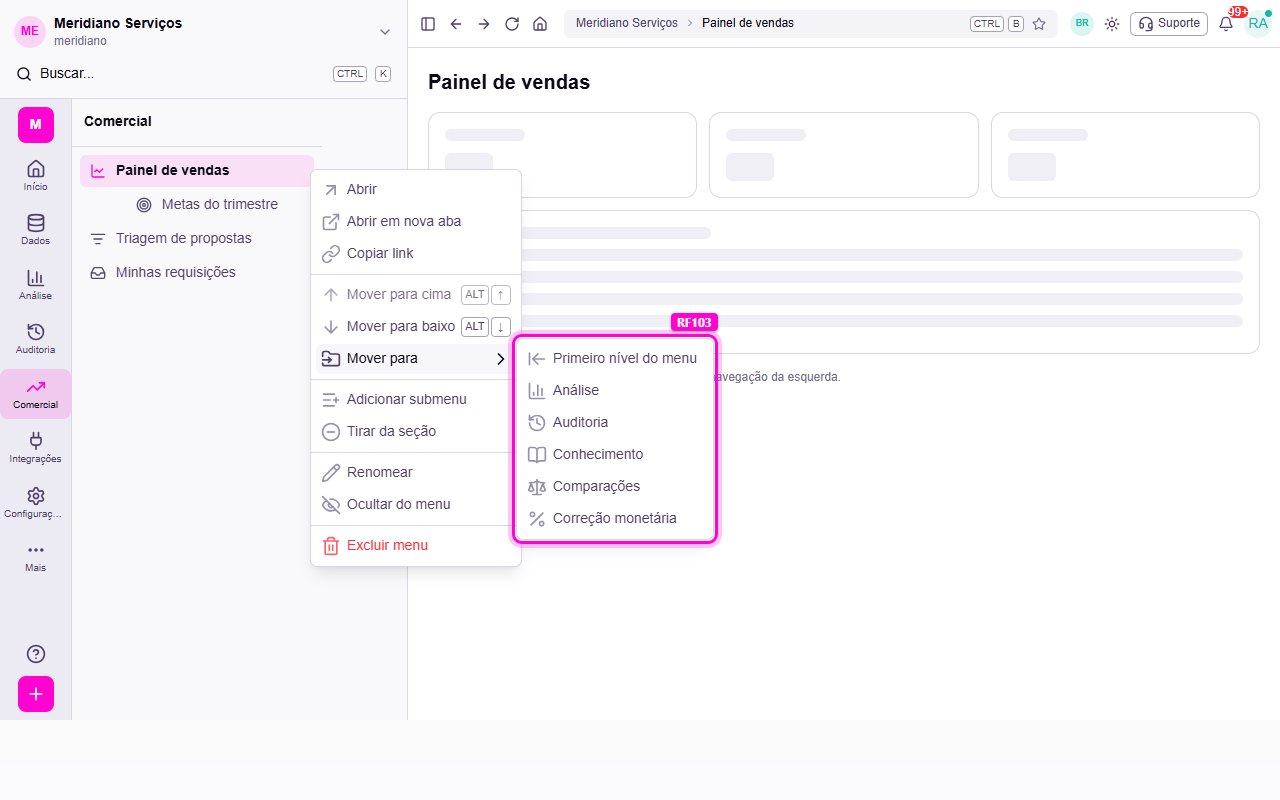 ME
Meridiano Serviços
meridiano
Buscar...
CTRL K
Meridiano Serviços > Painel de vendas
CTRL B
BR
Suporte
99+
RA
M
Início
Dados
Análise
Auditoria
Comercial
Integrações
Configuraç...
Mais
Comercial
Painel de vendas
Metas do trimestre
Triagem de propostas
Minhas requisições
Painel de vendas
avegação da esquerda.
Abrir
Abrir em nova aba
Copiar link
Mover para cima ALT ↑
Mover para baixo ALT ↓
Mover para
Adicionar submenu
Tirar da seção
Renomear
Ocultar do menu
Excluir menu
RF103
Primeiro nível do menu
Análise
Auditoria
Conhecimento
Comparações
Correção monetária